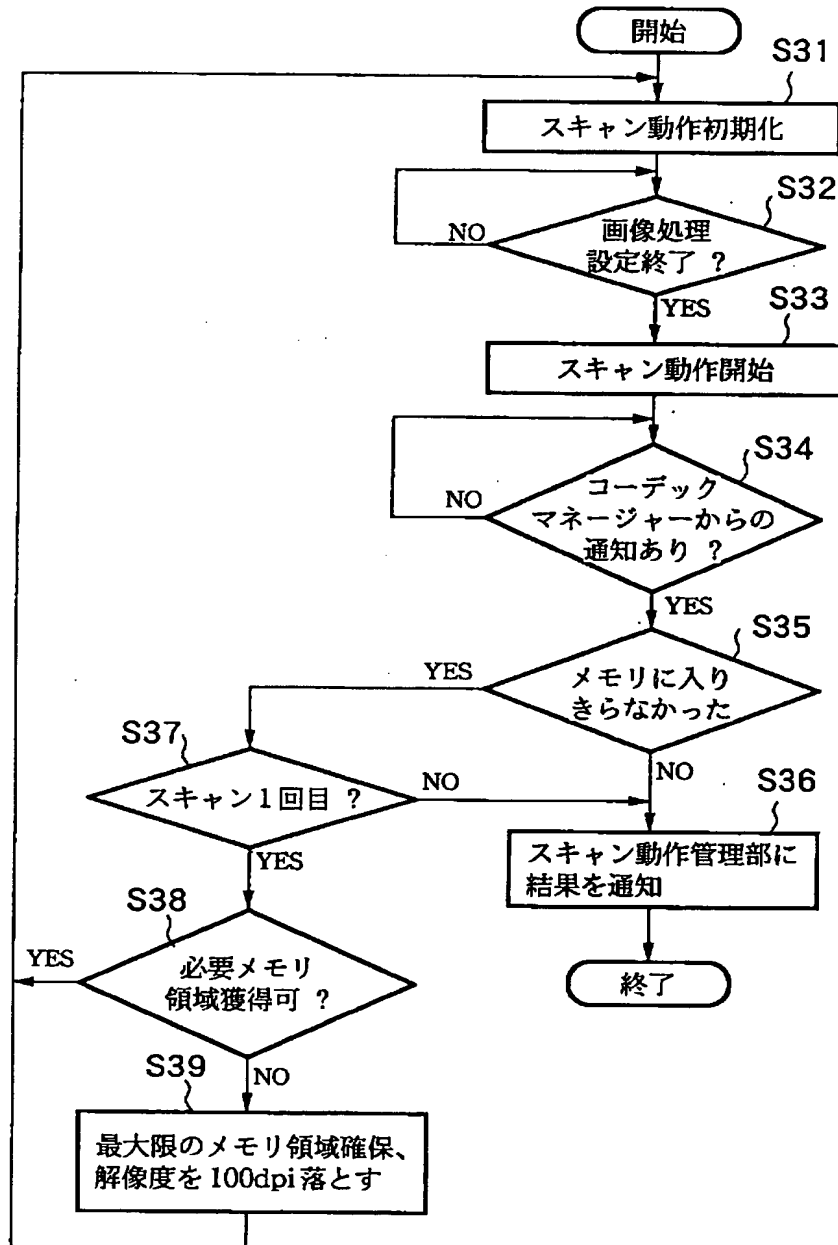 開始
S31
スキャン動作初期化
S32
画像処理
設定終了 ?
NO
YES
S33
スキャン動作開始
S34
コーデック
マネージャーからの
通知あり ?
NO
YES
S35
メモリに入り
きらなかった
YES
NO
S37
スキャン1回目 ?
NO
YES
S36
スキャン動作管理部に
結果を通知
終了
S38
必要メモリ
領域獲得可 ?
YES
NO
S39
最大限のメモリ領域確保、
解像度を100dpi落とす